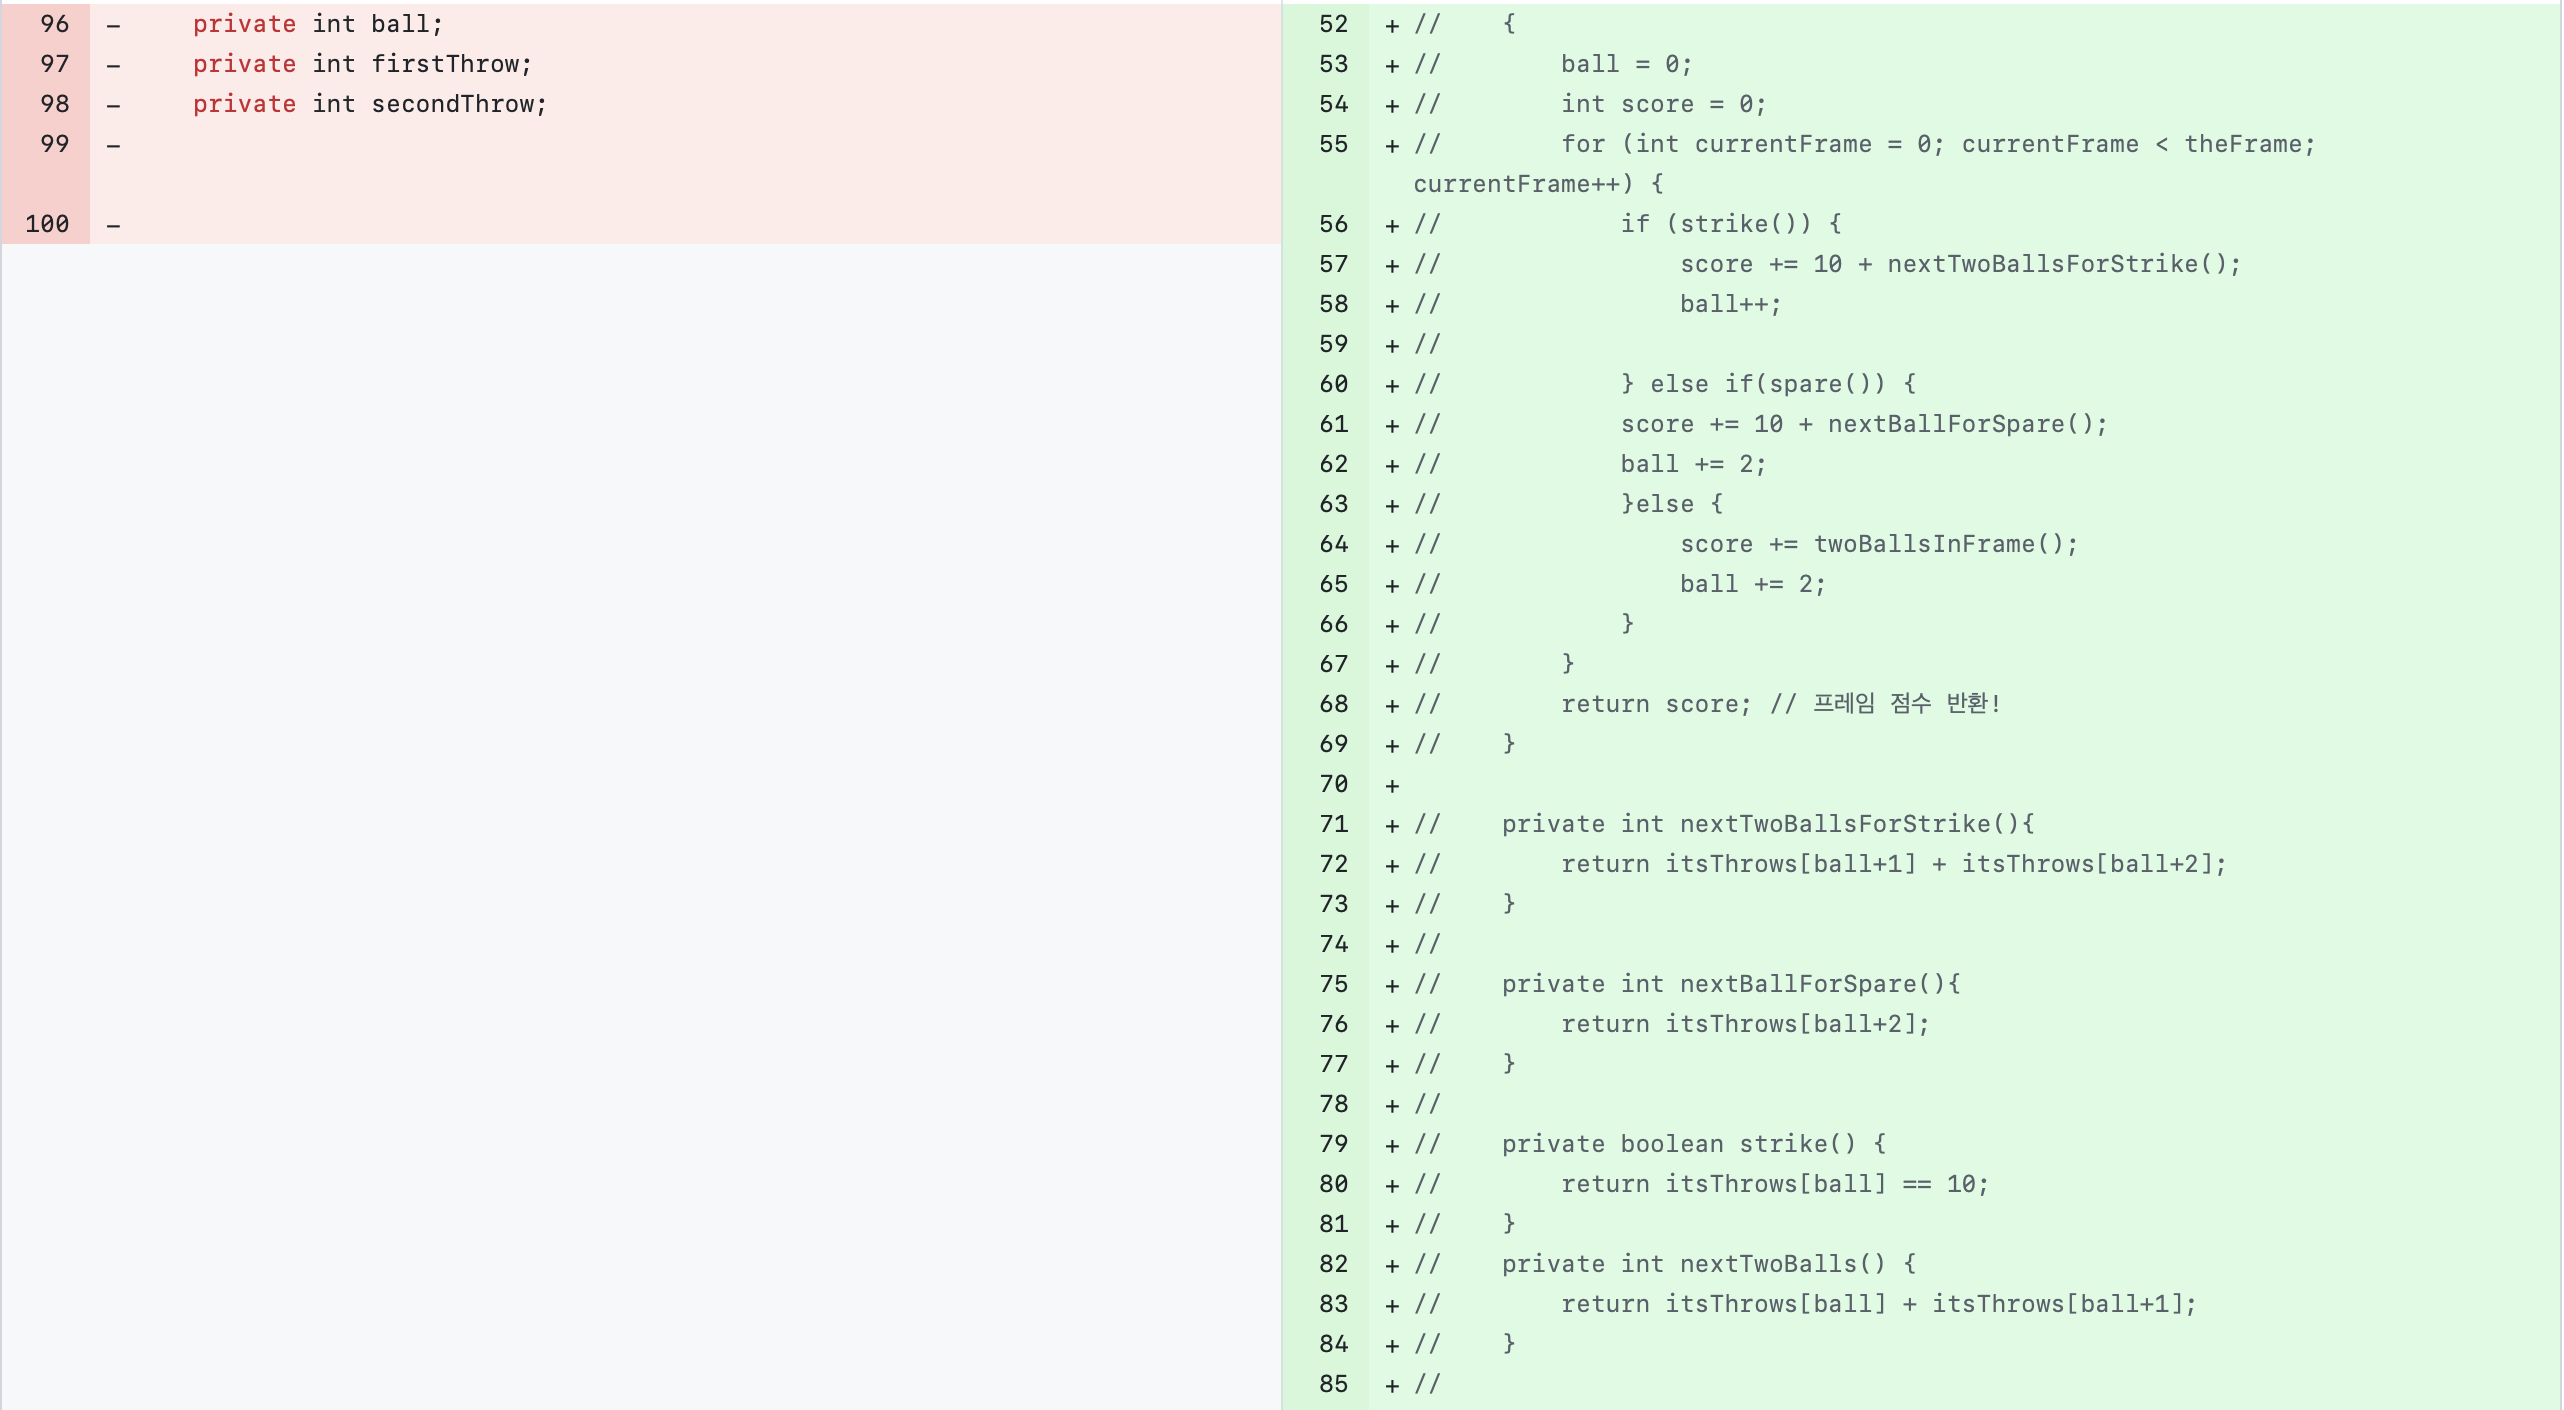 96 -     private int ball;
97 -     private int firstThrow;
98 -     private int secondThrow;
99 -
100 -
52 + //    {
53 + //        ball = 0;
54 + //        int score = 0;
55 + //        for (int currentFrame = 0; currentFrame < theFrame;
currentFrame++) {
56 + //            if (strike()) {
57 + //                score += 10 + nextTwoBallsForStrike();
58 + //                ball++;
59 + //
60 + //            } else if(spare()) {
61 + //            score += 10 + nextBallForSpare();
62 + //            ball += 2;
63 + //            }else {
64 + //                score += twoBallsInFrame();
65 + //                ball += 2;
66 + //            }
67 + //        }
68 + //        return score; // 프레임 점수 반환!
69 + //    }
70 +
71 + //    private int nextTwoBallsForStrike(){
72 + //        return itsThrows[ball+1] + itsThrows[ball+2];
73 + //    }
74 + //
75 + //    private int nextBallForSpare(){
76 + //        return itsThrows[ball+2];
77 + //    }
78 + //
79 + //    private boolean strike() {
80 + //        return itsThrows[ball] == 10;
81 + //    }
82 + //    private int nextTwoBalls() {
83 + //        return itsThrows[ball] + itsThrows[ball+1];
84 + //    }
85 + //